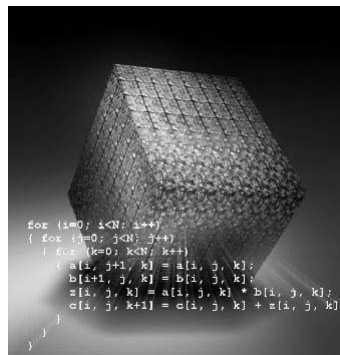 for (i=0; i<N; i++)
{ for (j=0; j<N; j++)
{ for (k=0; k<N; k++)
{ a[i, j+1, k] = a[i, j, k];
b[i+1, j, k] = b[i, j, k];
z[i, j, k] = a[i, j, k] * b[i, j, k];
c[i, j, k+1] = c[i, j, k] + z[i, j, k]
}
}
}